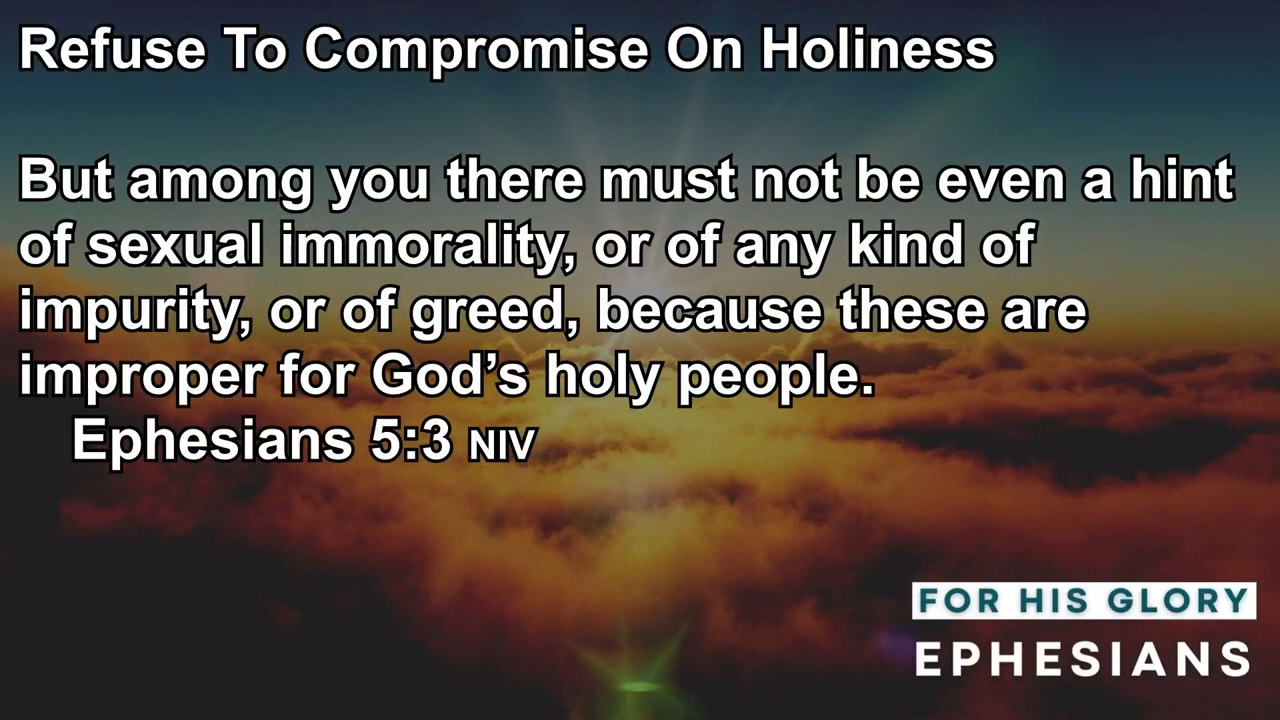 Refuse To Compromise On Holiness
But among you there must not be even a hint
of sexual immorality, or of any kind of
impurity, or of greed, because these are
improper for God’s holy people.
Ephesians 5:3 NIV
FOR HIS GLORY
EPHESIANS